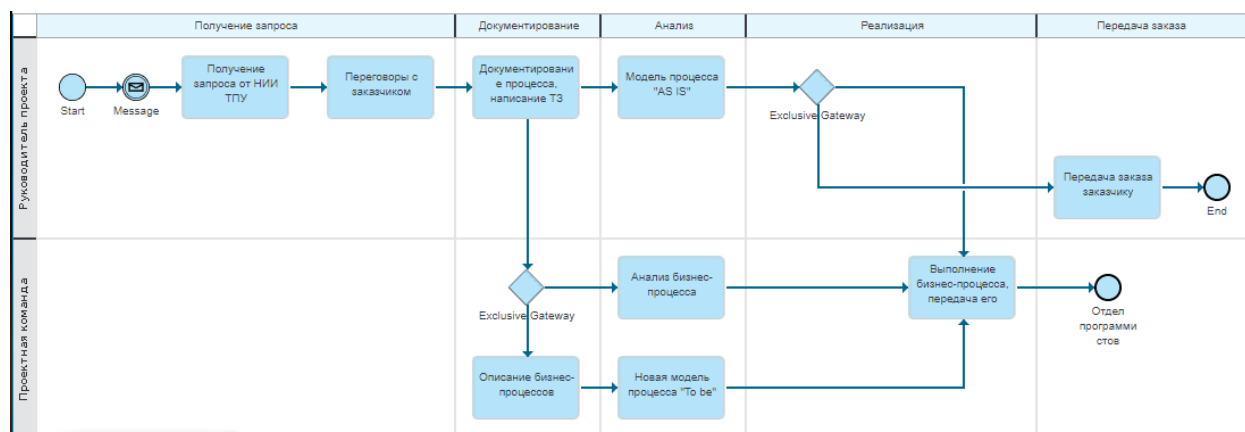 Получение запроса
Документирование
Анализ
Реализация
Передача заказа
Руководитель проекта
Start
Message
Получение
запроса от НИИ
ТПУ
Переговоры с
заказчиком
Документировани
е процесса,
написание ТЗ
Модель процесса
"AS IS"
Exclusive Gateway
Передача заказа
заказчику
End
Проектная команда
Exclusive Gateway
Анализ бизнес-
процесса
Выполнение
бизнес-процесса,
передача его
Отдел
программи
стов
Описание бизнес-
процессов
Новая модель
процесса "To be"